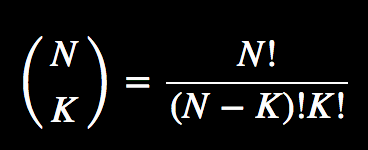 (N K) = N! / (N − K)!K!